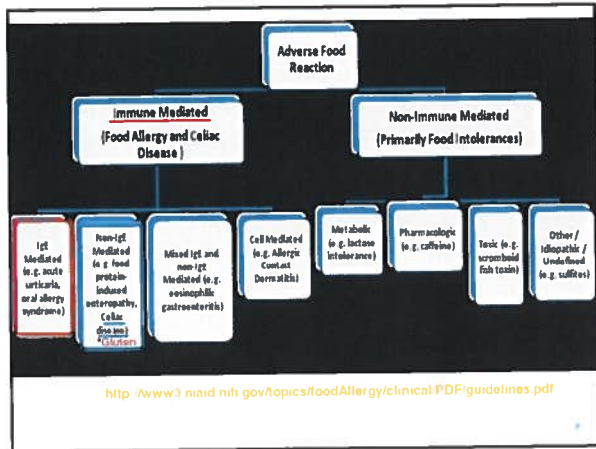 Adverse Food
Reaction
Immune Mediated
(Food Allergy and Celiac
Disease )
Non-Immune Mediated
(Primarily Food Intolerances)
IgE
Mediated
(e.g. acute
urticaria,
oral allergy
syndrome)
Non-IgE
Mediated
(e.g. food
protein-
induced
enteropathy,
Celiac
disease)
*Gluten
Mixed IgE and
non-IgE
Mediated (e.g.
eosinophilic
gastroenteritis)
Cell Mediated
(e.g. Allergic
Contact
Dermatitis)
Metabolic
(e.g. lactose
intolerance)
Pharmacologic
(e.g. caffeine)
Toxic (e.g.
scromboid
fish toxin)
Other /
Idiopathic /
Undefined
(e.g. sulfites)
http://www3.niaid.nih.gov/topics/foodAllergy/clinical/PDF/guidelines.pdf